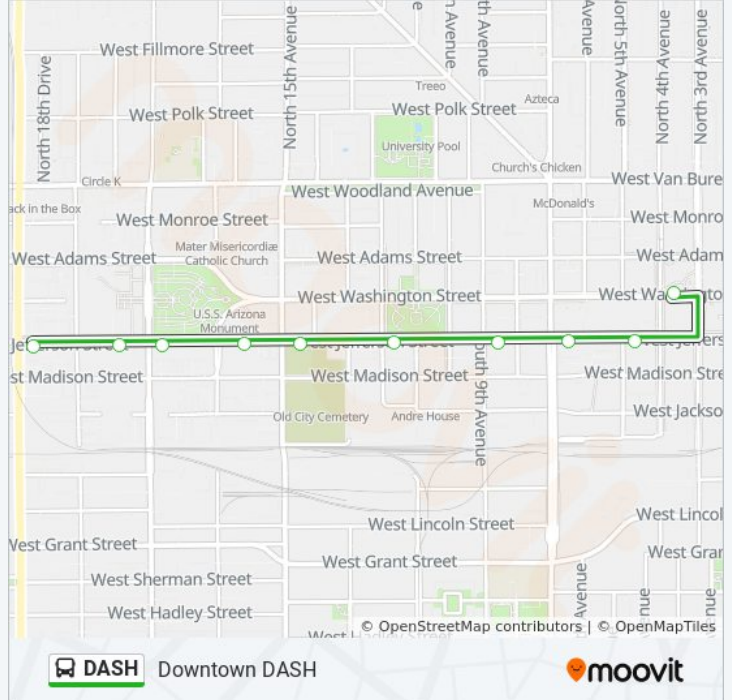 West Fillmore Street
North 15th Avenue
North 18th Drive
North 5th Avenue
North 4th Avenue
North 3rd Avenue
Avenue
Treeo
Azteca
West Polk Street
West Polk Street
University Pool
Church's Chicken
Circle K
West Woodland Avenue
West Van Bure
ack in the Box
McDonald's
West Monroe Street
West Monro
Mater Misericordiæ
Catholic Church
West Adams Street
West Adams Street
West Adam
West Washington Street
U.S.S. Arizona
Monument
st Madison Street
West Madison Street
West Madison Stre
outh 9th Avenue
Old City Cemetery
Andre House
West Jackso
West Lincoln Street
West Lincol
West Grant Street
West Grant Street
West Gran
West Sherman Street
West Hadley Street
Avenue
© OpenStreetMap contributors | © OpenMapTiles
DASH
Downtown DASH
moovit